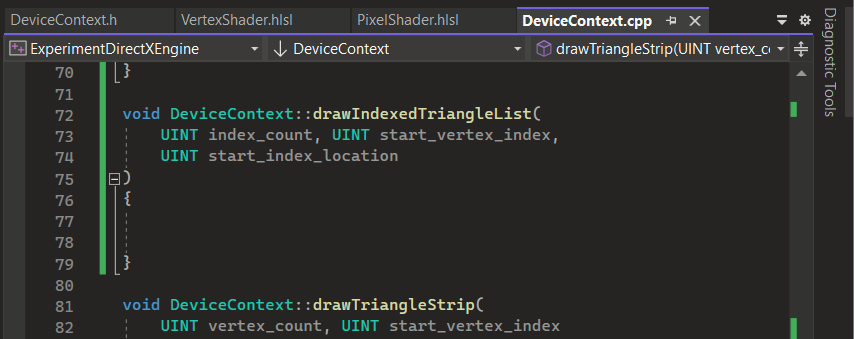 DeviceContext.h VertexShader.hlsl PixelShader.hlsl DeviceContext.cpp
Diagnostic Tools
ExperimentDirectXEngine DeviceContext drawTriangleStrip(UINT vertex_co
70 }
71
72 void DeviceContext::drawIndexedTriangleList(
73 UINT index_count, UINT start_vertex_index,
74 UINT start_index_location
75 )
76 {
77
78
79 }
80
81 void DeviceContext::drawTriangleStrip(
82 UINT vertex_count, UINT start_vertex_index